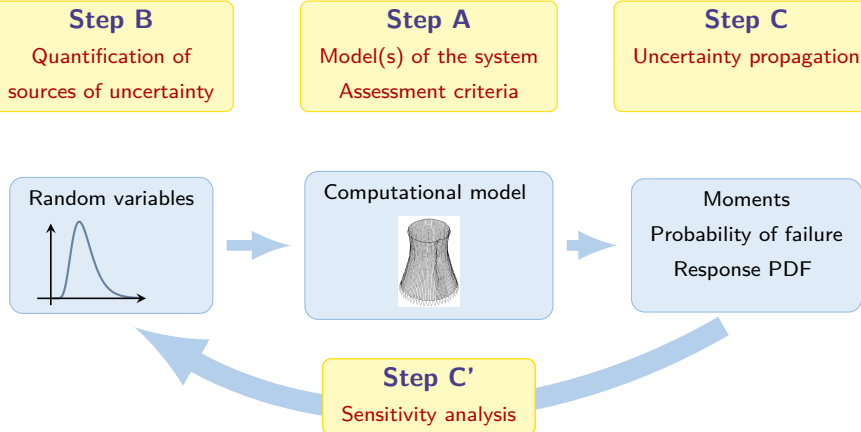 Step B
Quantification of
sources of uncertainty
Step A
Model(s) of the system
Assessment criteria
Step C
Uncertainty propagation
Random variables
Computational model
Moments
Probability of failure
Response PDF
Step C'
Sensitivity analysis